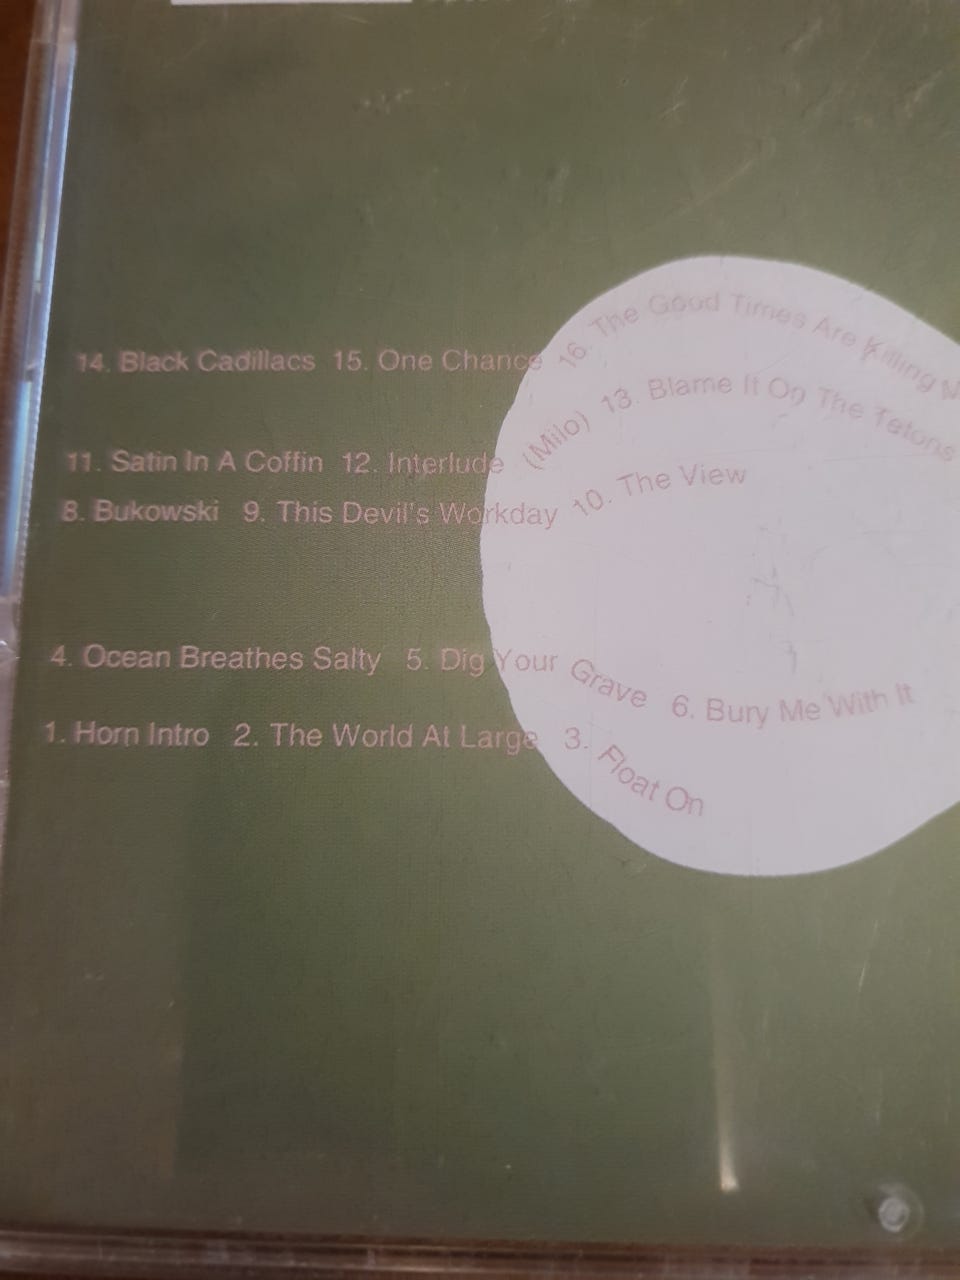 14. Black Cadillacs 15. One Chance 16. The Good Times Are Killing
11. Satin In A Coffin 12. Interlude (Milo) 13. Blame It On The Tetons
8. Bukowski 9. This Devil's Workday 10. The View
4. Ocean Breathes Salty 5. Dig Your Grave 6. Bury Me With It
1. Horn Intro 2. The World At Large 3. Float On